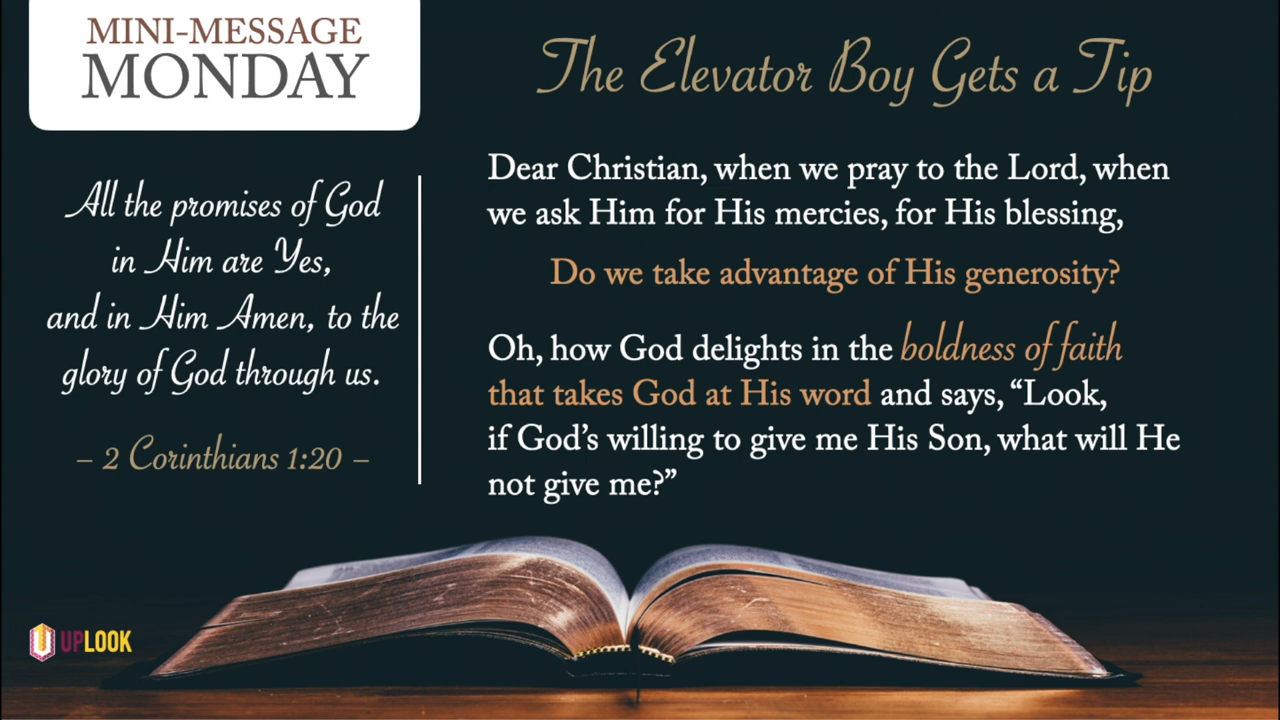 MINI-MESSAGE
MONDAY
The Elevator Boy Gets a Tip
All the promises of God
in Him are Yes,
and in Him Amen, to the
glory of God through us.
– 2 Corinthians 1:20 –
Dear Christian, when we pray to the Lord, when
we ask Him for His mercies, for His blessing,
Do we take advantage of His generosity?
Oh, how God delights in the boldness of faith
that takes God at His word and says, “Look,
if God’s willing to give me His Son, what will He
not give me?”
UPLOOK